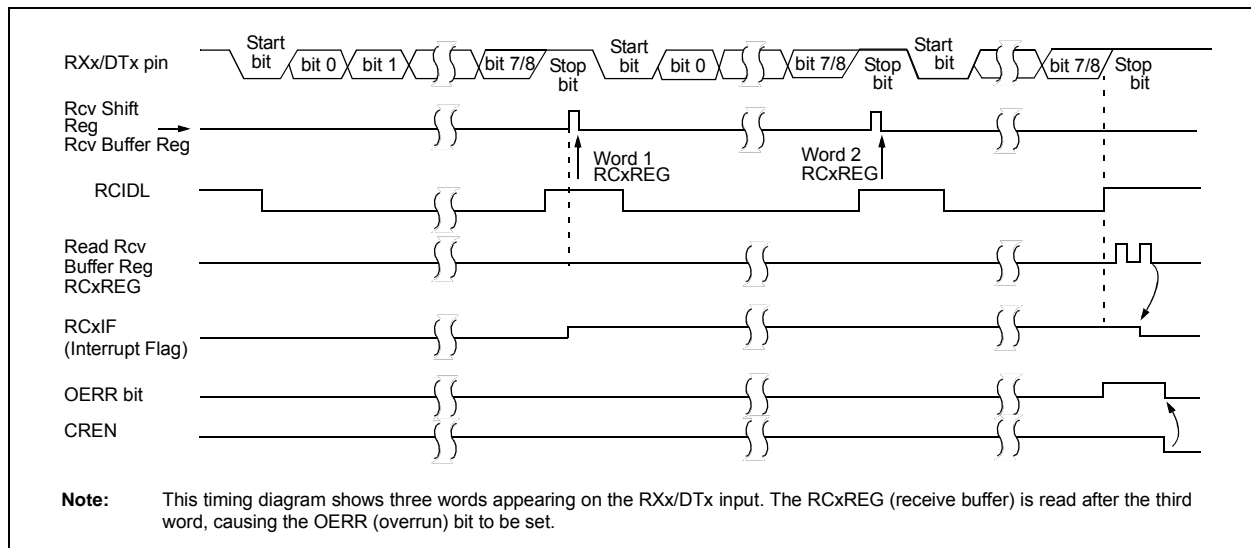 RXx/DTx pin
Start
bit
bit 0
bit 1
bit 7/8
Stop
bit
Start
bit
bit 0
bit 7/8
Stop
bit
Start
bit
bit 7/8
Stop
bit
Rcv Shift
Reg
Rcv Buffer Reg
Word 1
RCxREG
Word 2
RCxREG
RCIDL
Read Rcv
Buffer Reg
RCxREG
RCxIF
(Interrupt Flag)
OERR bit
CREN
Note: This timing diagram shows three words appearing on the RXx/DTx input. The RCxREG (receive buffer) is read after the third
word, causing the OERR (overrun) bit to be set.